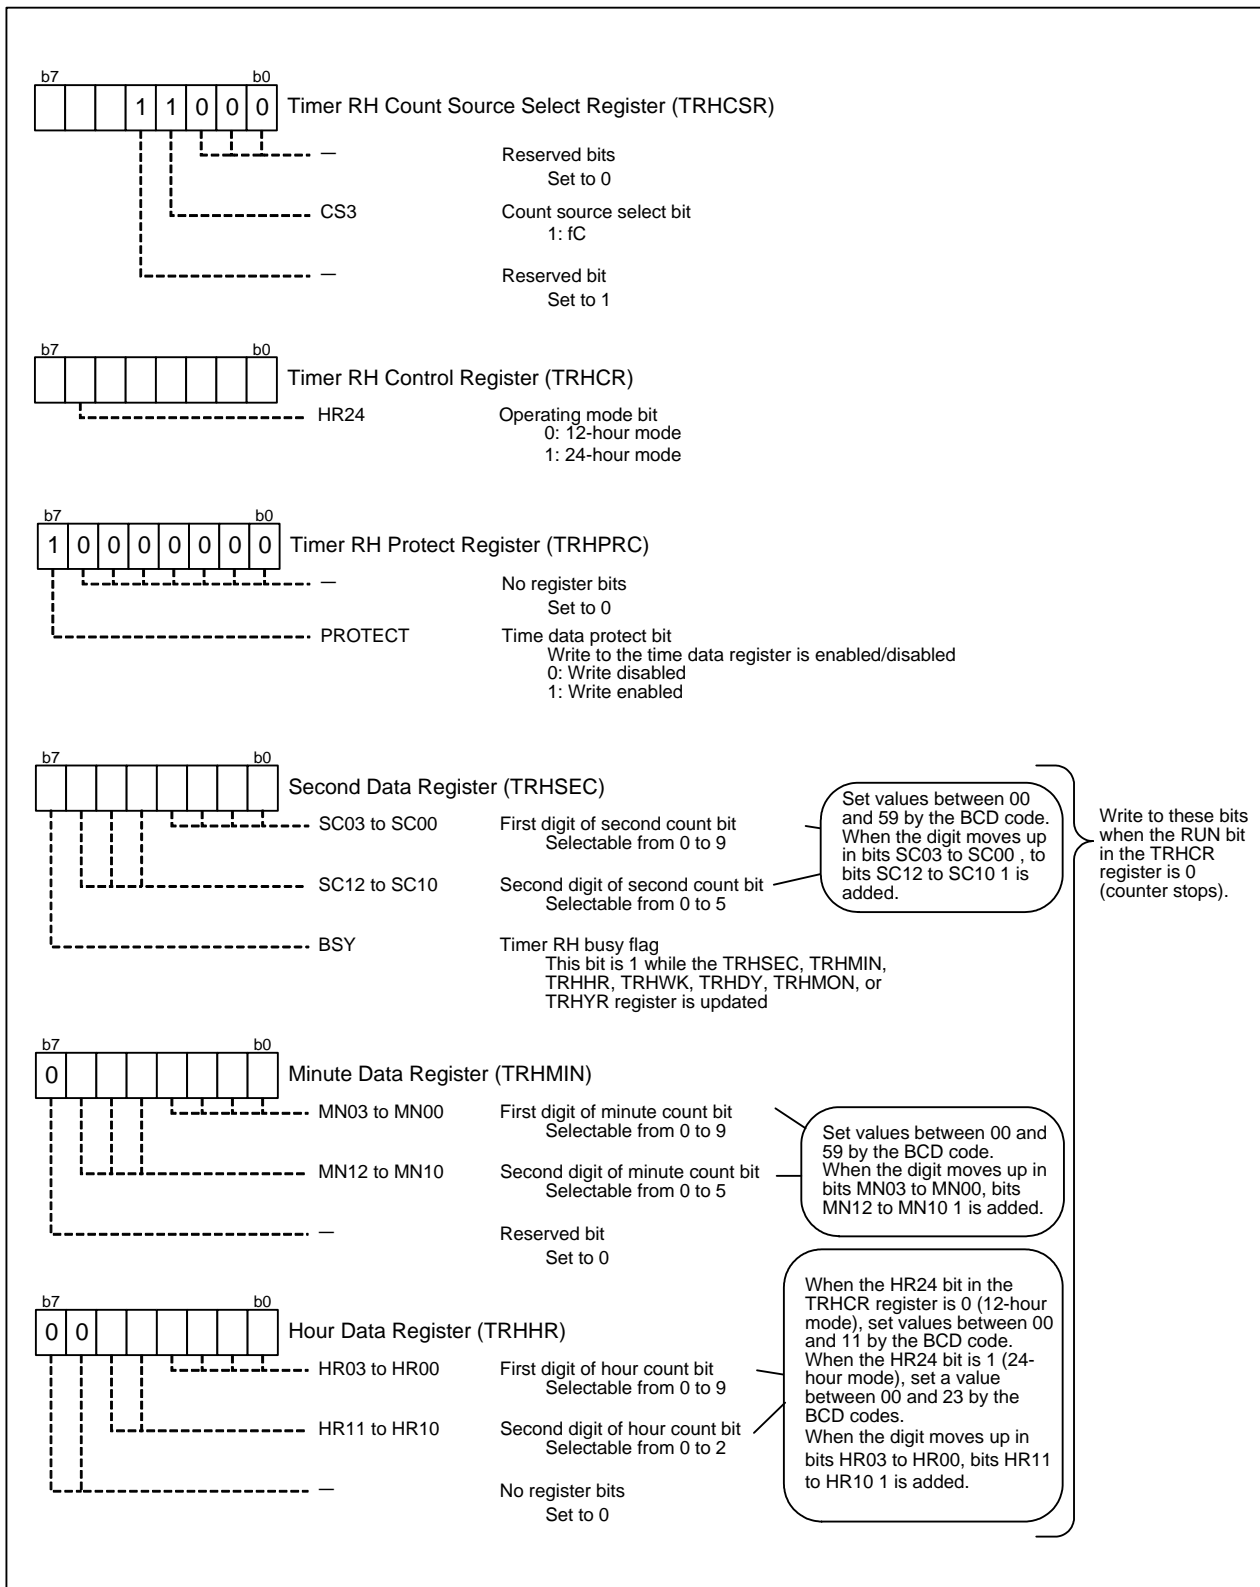 b7 b0
1 1 0 0 0 Timer RH Count Source Select Register (TRHCSR)
— Reserved bits
Set to 0
CS3 Count source select bit
1: fC
— Reserved bit
Set to 1
b7 b0
Timer RH Control Register (TRHCR)
HR24 Operating mode bit
0: 12-hour mode
1: 24-hour mode
b7 b0
1 0 0 0 0 0 0 0 Timer RH Protect Register (TRHPRC)
— No register bits
Set to 0
PROTECT Time data protect bit
Write to the time data register is enabled/disabled
0: Write disabled
1: Write enabled
b7 b0
Second Data Register (TRHSEC)
SC03 to SC00 First digit of second count bit
Selectable from 0 to 9
SC12 to SC10 Second digit of second count bit
Selectable from 0 to 5
Set values between 00
and 59 by the BCD code.
When the digit moves up
in bits SC03 to SC00 , to
bits SC12 to SC10 1 is
added.
Write to these bits
when the RUN bit
in the TRHCR
register is 0
(counter stops).
BSY Timer RH busy flag
This bit is 1 while the TRHSEC, TRHMIN,
TRHHR, TRHWK, TRHDY, TRHMON, or
TRHYR register is updated
b7 b0
0 Minute Data Register (TRHMIN)
MN03 to MN00 First digit of minute count bit
Selectable from 0 to 9
MN12 to MN10 Second digit of minute count bit
Selectable from 0 to 5
Set values between 00 and
59 by the BCD code.
When the digit moves up in
bits MN03 to MN00, bits
MN12 to MN10 1 is added.
— Reserved bit
Set to 0
b7 b0
0 0 Hour Data Register (TRHHR)
HR03 to HR00 First digit of hour count bit
Selectable from 0 to 9
HR11 to HR10 Second digit of hour count bit
Selectable from 0 to 2
When the HR24 bit in the
TRHCR register is 0 (12-hour
mode), set values between 00
and 11 by the BCD code.
When the HR24 bit is 1 (24-
hour mode), set a value
between 00 and 23 by the
BCD codes.
When the digit moves up in
bits HR03 to HR00, bits HR11
to HR10 1 is added.
— No register bits
Set to 0